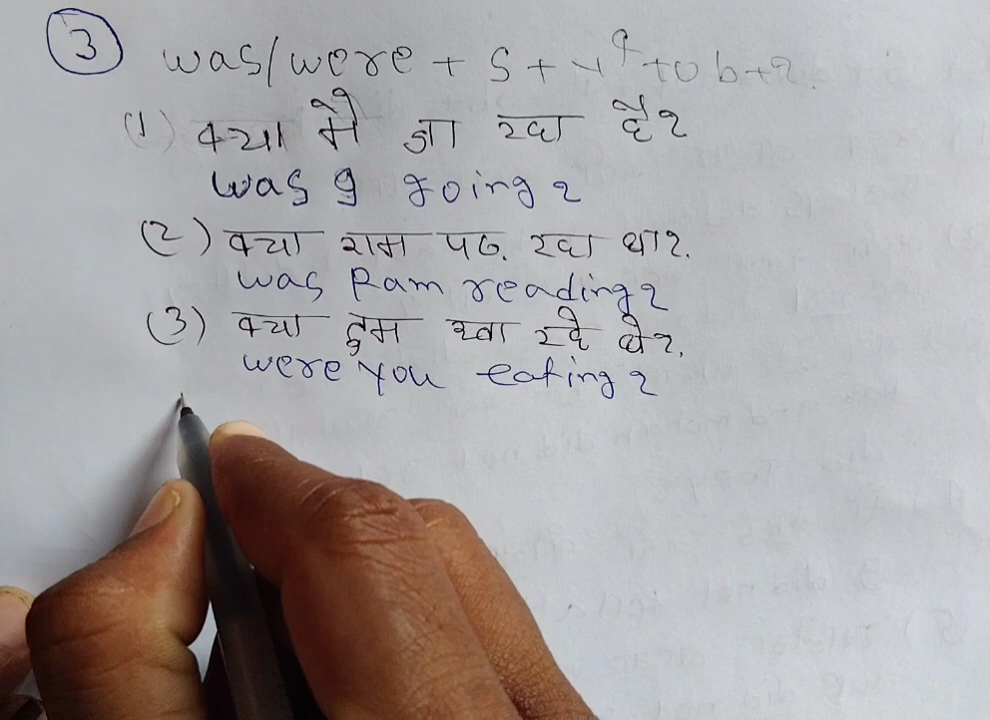 3 was/were + S + v⁴ + ob + ?
(1) क्या मैं जा रहा है?
was I going ?
(2) क्या राम पढ़ रहा था?.
was Ram reading ?
(3) क्या तुम खा रहे थे?.
were you eating ?